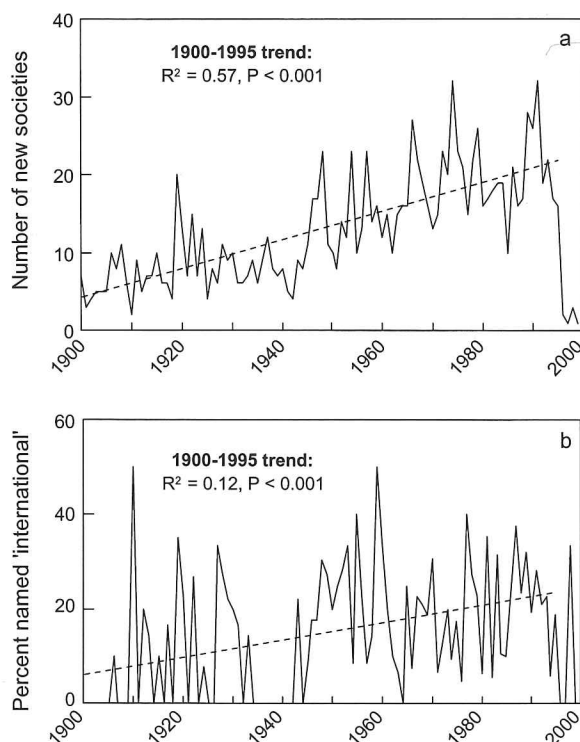 40
a
1900-1995 trend:
R² = 0.57, P < 0.001
30
20
10
0
Number of new societies
1900
1920
1940
1960
1980
2000
60
b
1900-1995 trend:
R² = 0.12, P < 0.001
40
20
0
Percent named 'international'
1900
1920
1940
1960
1980
2000